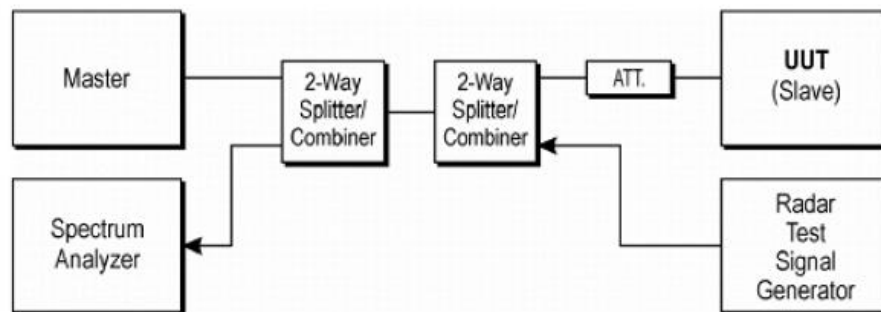 Master
2-Way
Splitter/
Combiner
2-Way
Splitter/
Combiner
ATT.
UUT
(Slave)
Spectrum
Analyzer
Radar
Test
Signal
Generator